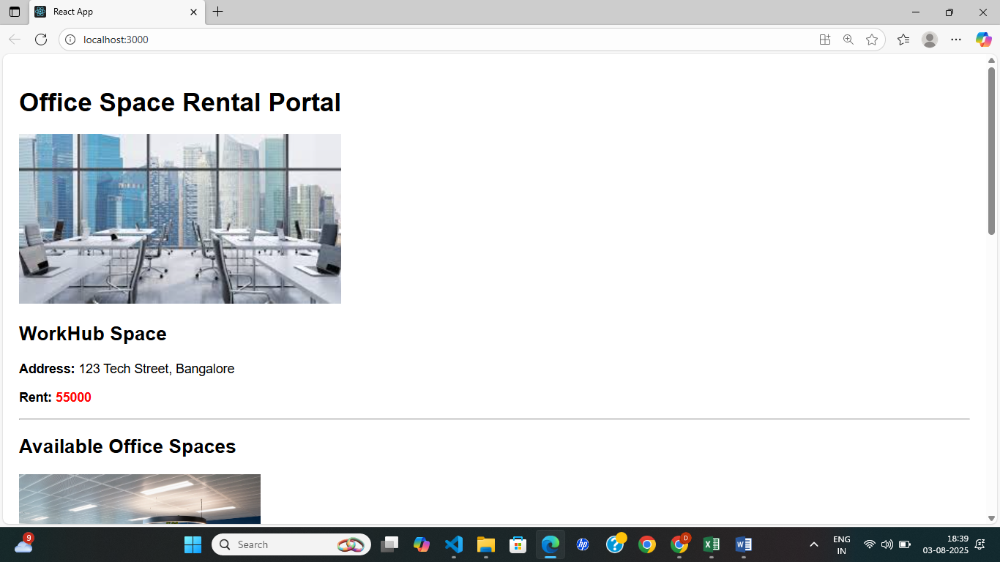 React App
localhost:3000
Office Space Rental Portal
WorkHub Space
Address: 123 Tech Street, Bangalore
Rent: 55000
Available Office Spaces
9
Search
hp
?
D
ENG
IN
18:39
03-08-2025